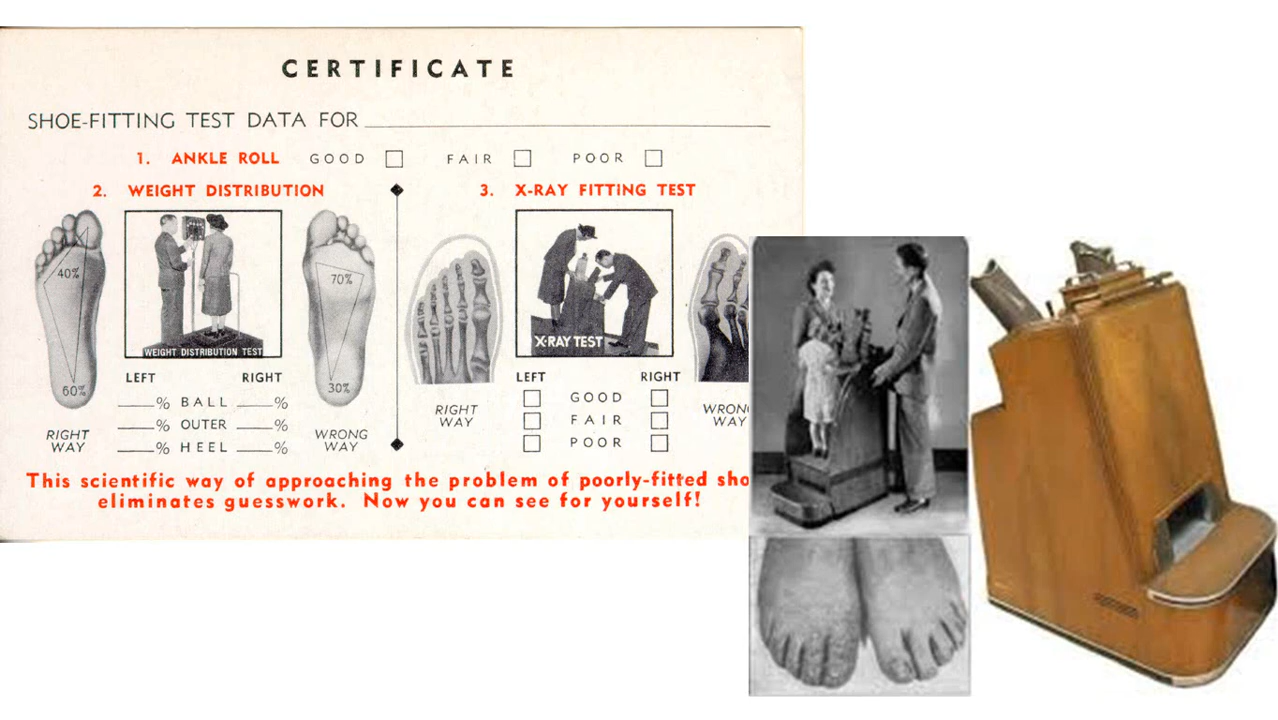 CERTIFICATE
SHOE-FITTING TEST DATA FOR
1. ANKLE ROLL GOOD FAIR POOR
2. WEIGHT DISTRIBUTION
40%
60%
WEIGHT DISTRIBUTION TEST
70%
30%
RIGHT WAY
LEFT RIGHT
% BALL %
% OUTER %
% HEEL %
WRONG WAY
3. X-RAY FITTING TEST
X-RAY TEST
RIGHT WAY
LEFT RIGHT
GOOD
FAIR
POOR
WRON
WAY
This scientific way of approaching the problem of poorly-fitted sho
eliminates guesswork. Now you can see for yourself!